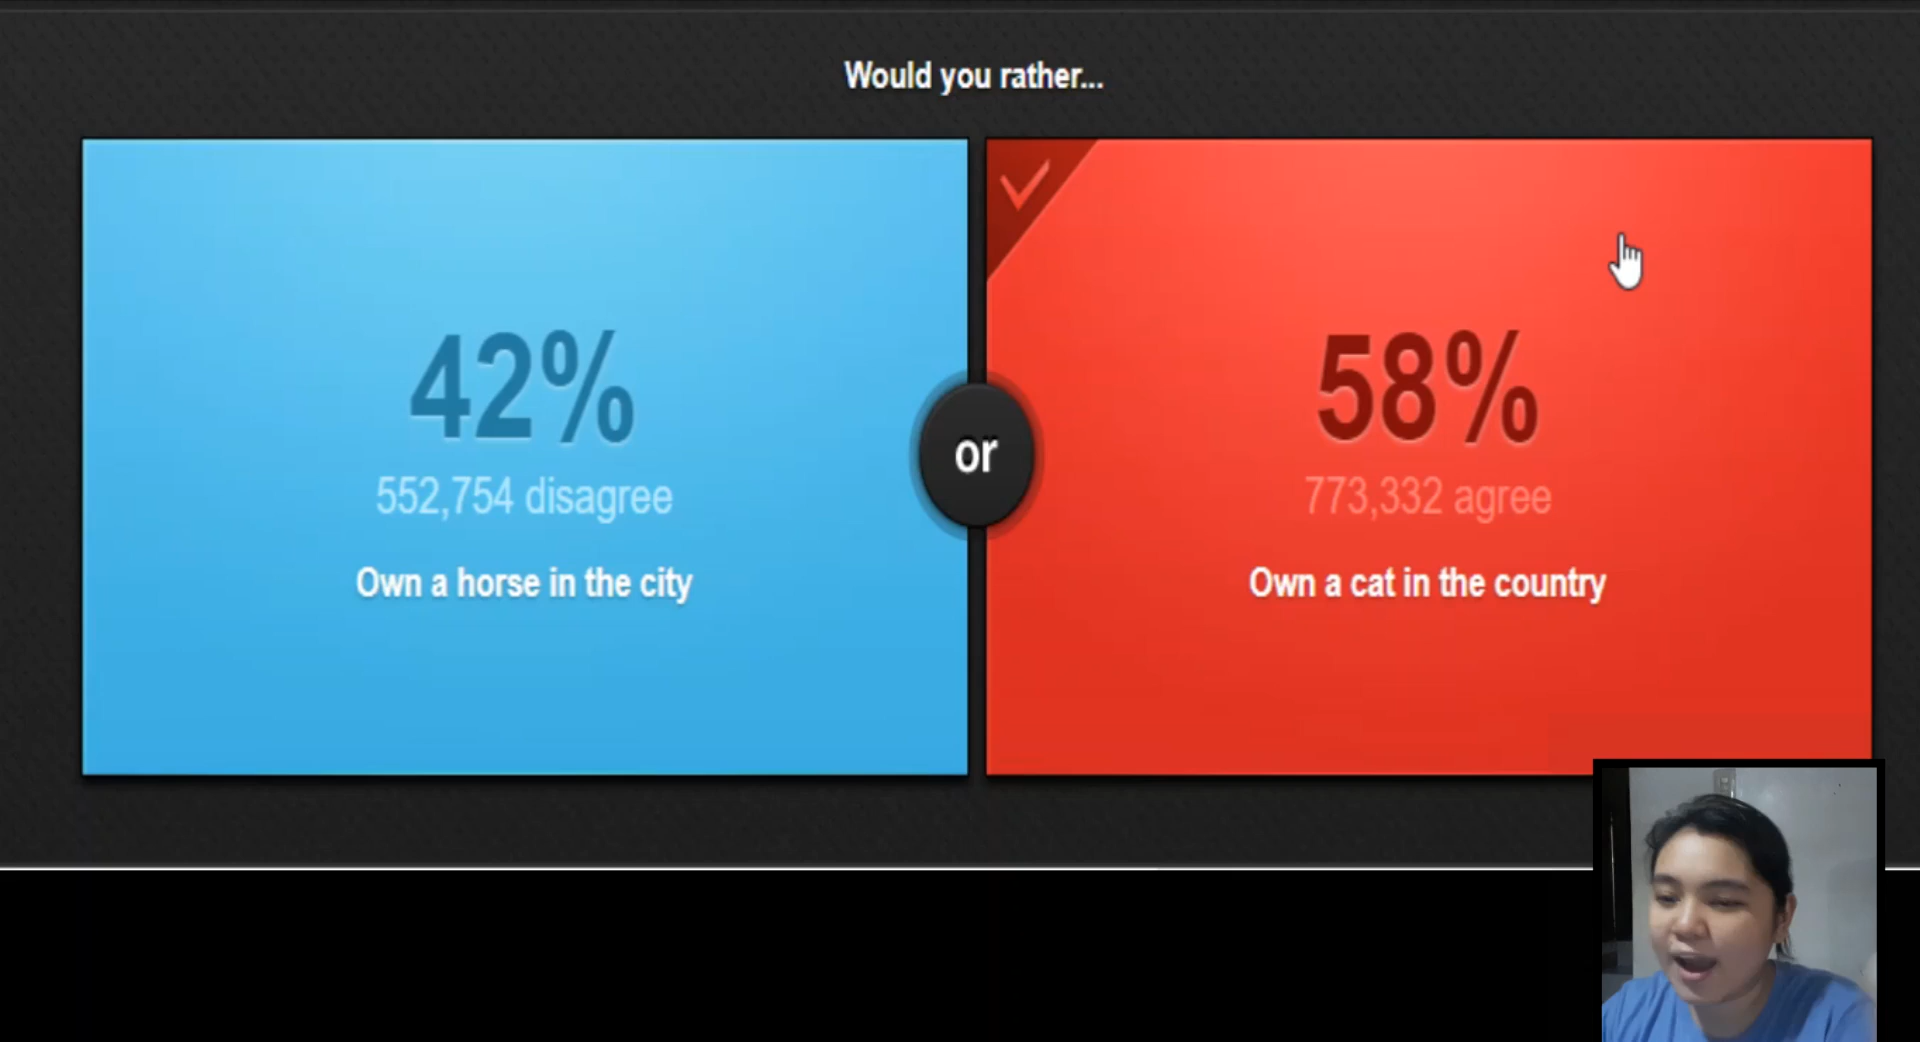 Would you rather...
42%
552,754 disagree
Own a horse in the city
or
58%
773,332 agree
Own a cat in the country